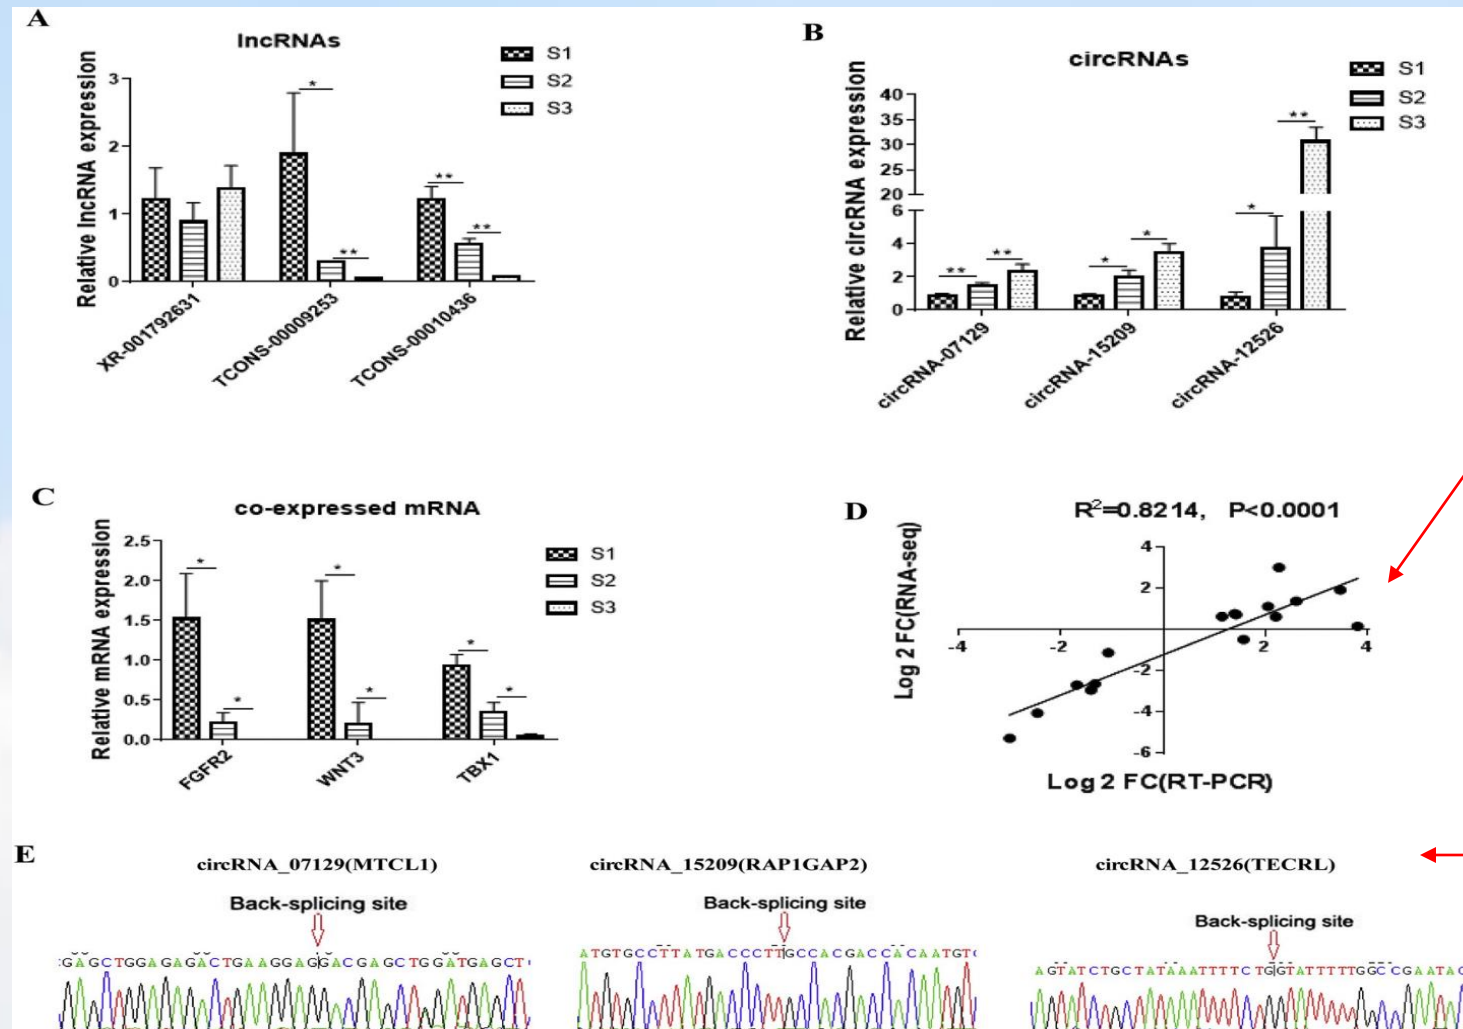 A
lncRNAs
S1
S2
S3
Relative lncRNA expression
3
2
1
0
*
**
**
**
XR-001792631
TCONS-00009253
TCONS-00010436
B
circRNAs
S1
S2
S3
Relative circRNA expression
40
35
30
25
20
6
4
2
0
**
**
*
*
*
**
circRNA-07129
circRNA-15209
circRNA-12526
C
co-expressed mRNA
S1
S2
S3
Relative mRNA expression
2.5
2.0
1.5
1.0
0.5
0.0
*
*
*
*
*
*
FGFR2
WNT3
TBX1
D
R²=0.8214, P<0.0001
Log 2 FC(RNA-seq)
4
2
-4
-2
2
4
-2
-4
-6
Log 2 FC(RT-PCR)
E
circRNA_07129(MTCL1)
circRNA_15209(RAP1GAP2)
circRNA_12526(TECRL)
Back-splicing site
Back-splicing site
Back-splicing site
GAGCTGGAGAGACTGAAGGAGGACGAGCTGGATGAGCT
ATGTGCCTTATGACCCTTGCCACGACCACAATGT
AGTATCTGCTATAAATTTTCTGGTATTTTTGGCCGAATAC